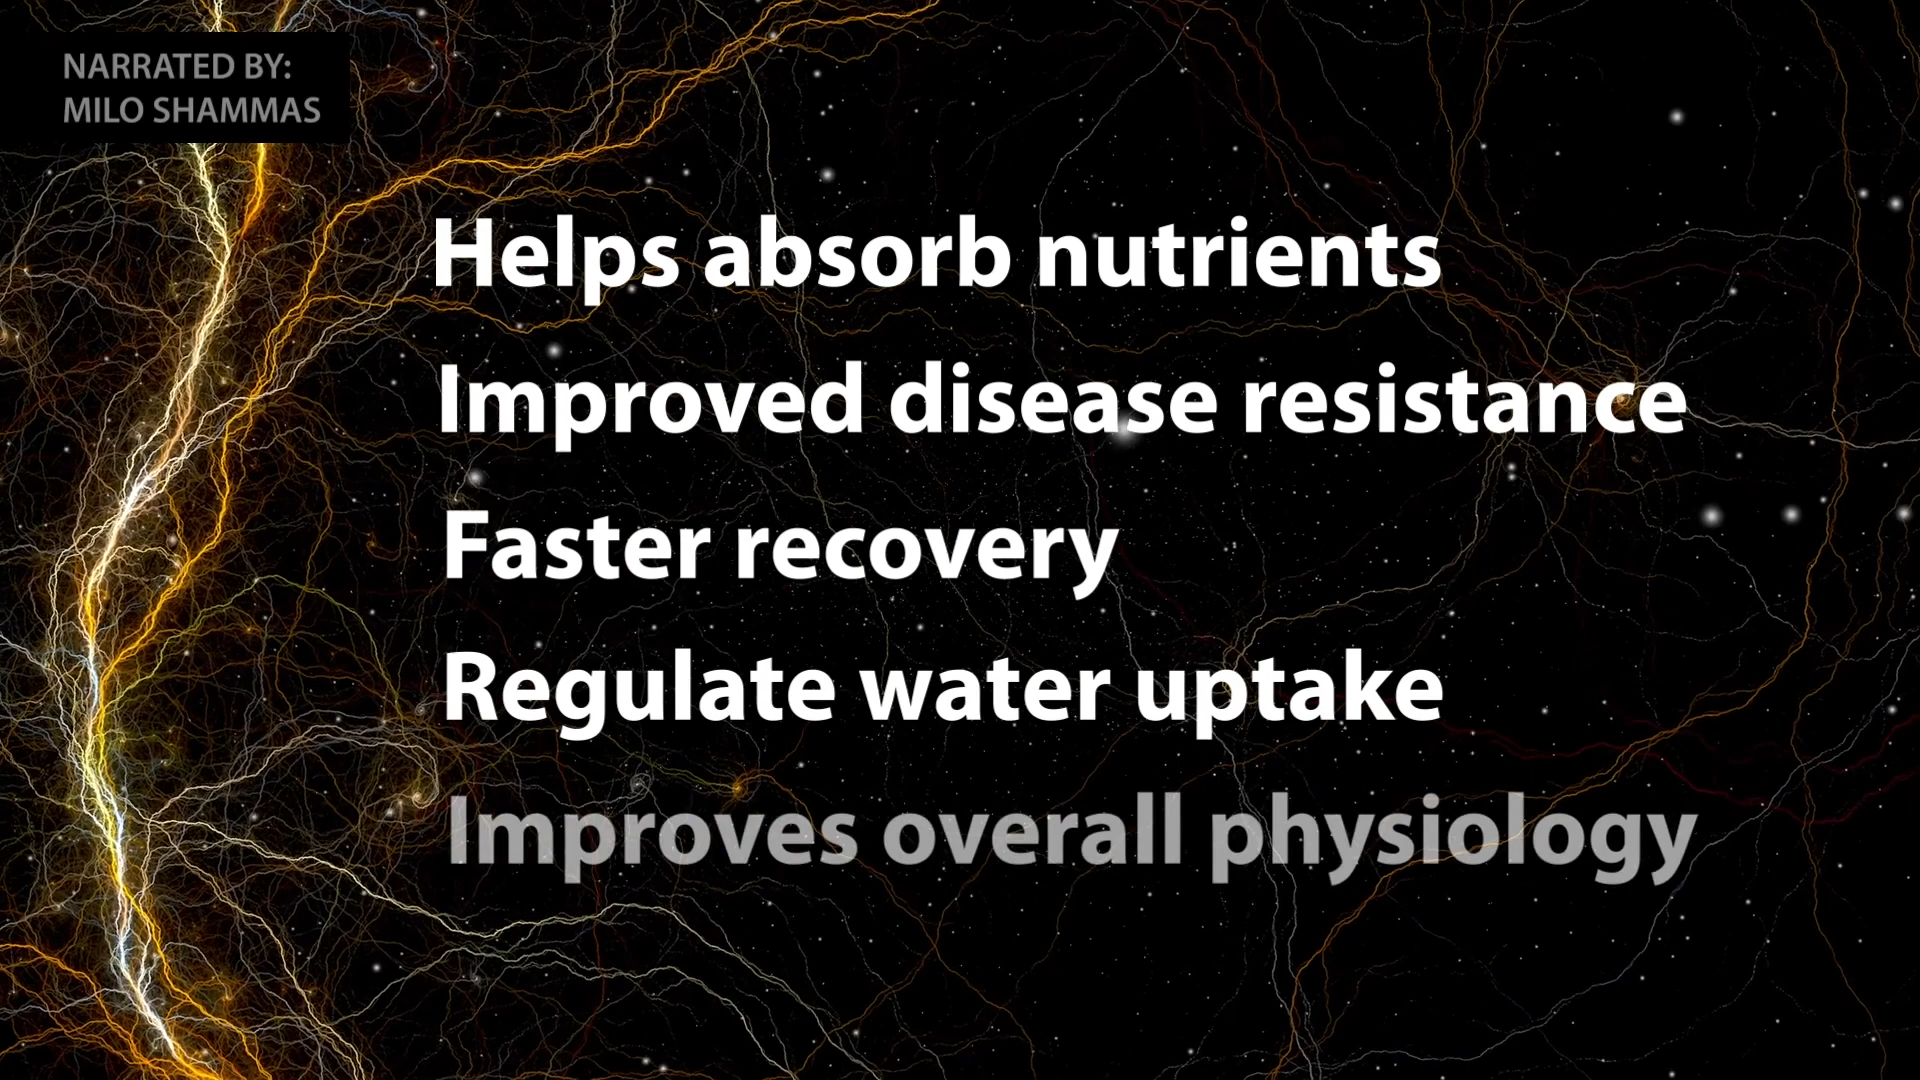 NARRATED BY:
MILO SHAMMAS
Helps absorb nutrients
Improved disease resistance
Faster recovery
Regulate water uptake
Improves overall physiology